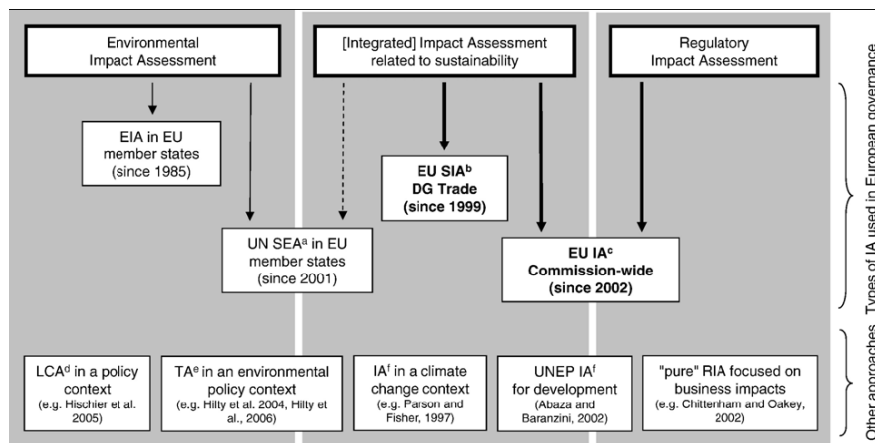 Environmental
Impact Assessment
[Integrated] Impact Assessment
related to sustainability
Regulatory
Impact Assessment
EIA in EU
member states
(since 1985)
EU SIAᵇ
DG Trade
(since 1999)
UN SEAᵃ in EU
member states
(since 2001)
EU IAᶜ
Commission-wide
(since 2002)
Types of IA used in European governance
LCAᵈ in a policy
context
(e.g. Hischier et al.
2005)
TAᵉ in an environmental
policy context
(e.g. Hilty et al. 2004, Hilty et
al., 2006)
IAᶠ in a climate
change context
(e.g. Parson and
Fisher, 1997)
UNEP IAᶠ
for development
(Abaza and
Baranzini, 2002)
"pure" RIA focused on
business impacts
(e.g. Chittenham and Oakey,
2002)
Other approaches